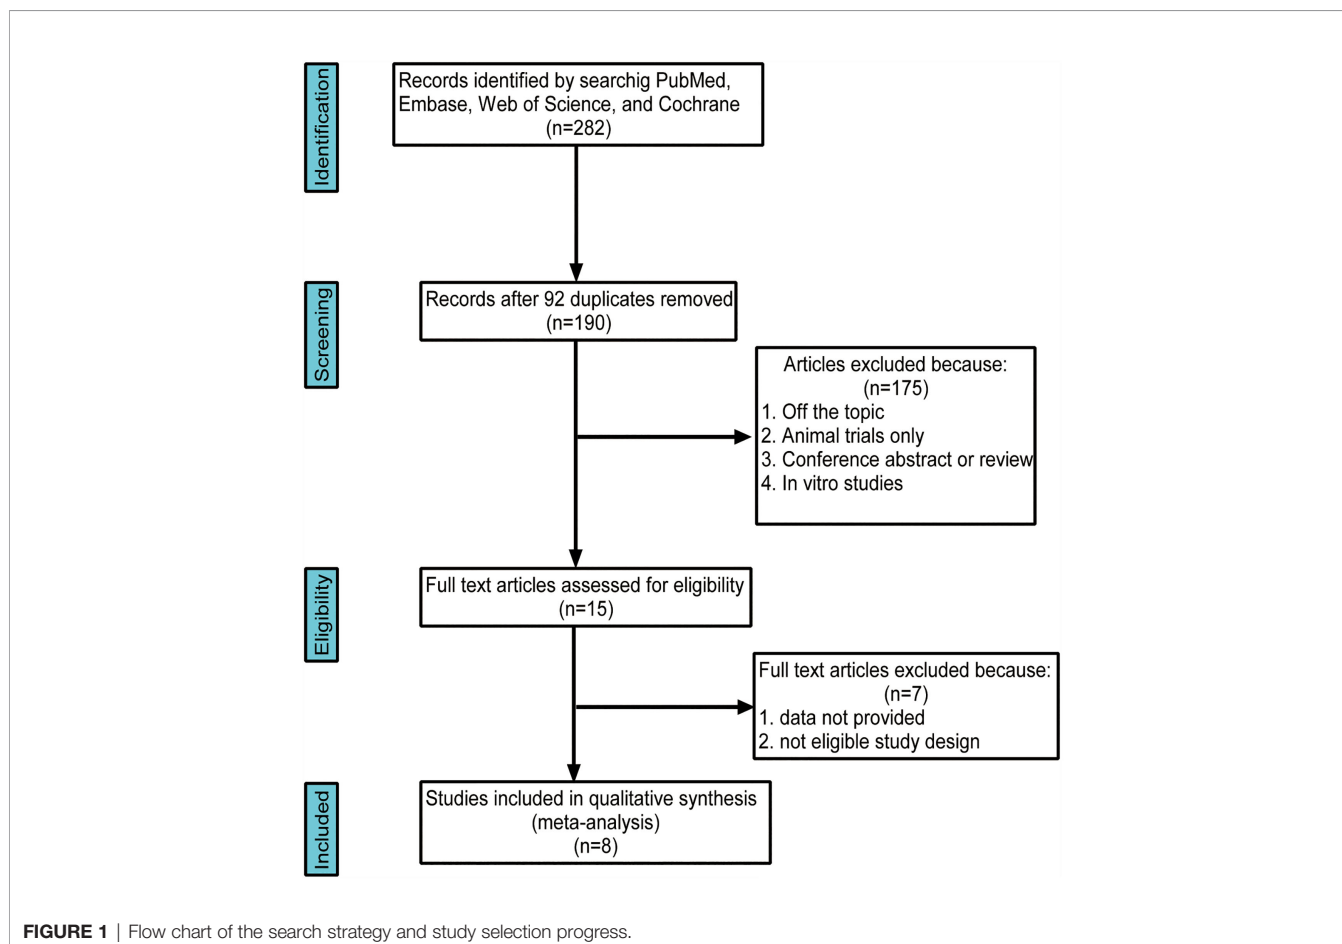 Identification
Records identified by searchig PubMed,
Embase, Web of Science, and Cochrane
(n=282)
Screening
Records after 92 duplicates removed
(n=190)
Articles excluded because:
(n=175)
1. Off the topic
2. Animal trials only
3. Conference abstract or review
4. In vitro studies
Eligibility
Full text articles assessed for eligibility
(n=15)
Full text articles excluded because:
(n=7)
1. data not provided
2. not eligible study design
Included
Studies included in qualitative synthesis
(meta-analysis)
(n=8)
FIGURE 1 | Flow chart of the search strategy and study selection progress.